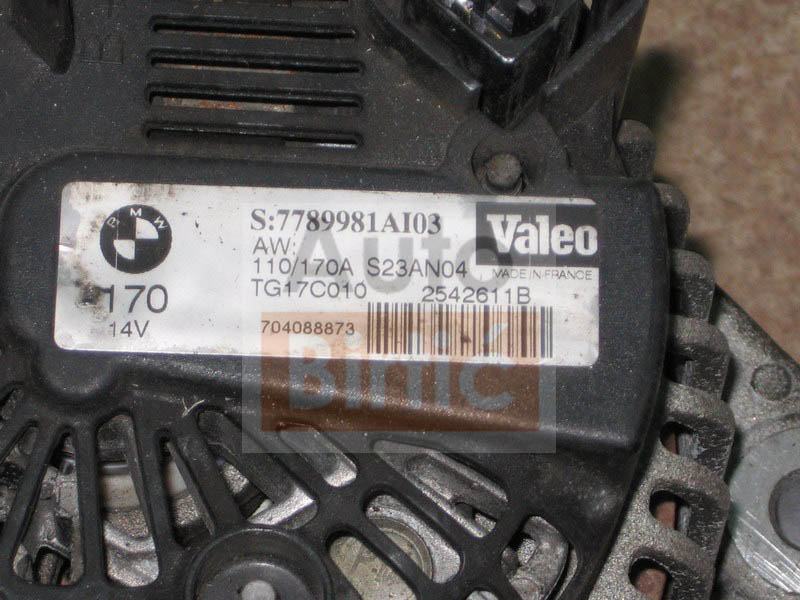 BMW
S:7789981AI03
Valeo
AW:
110/170A S23AN04
MADE IN FRANCE
170
TG17C010
2542611B
14V
704088873
Auto
Binić